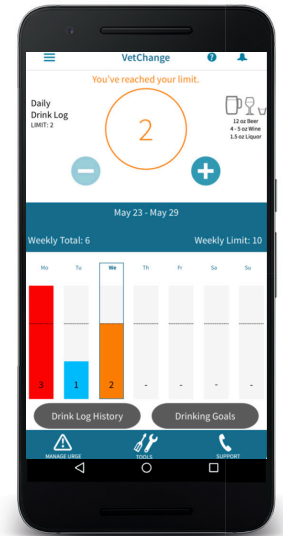 VetChange ?
You've reached your limit.
Daily
Drink Log
LIMIT: 2
2
12 oz Beer
4 - 5 oz Wine
1.5 oz Liquor
May 23 - May 29
Weekly Total: 6 Weekly Limit: 10
Mo Tu We Th Fr Sa Su
3 1 2 - - - -
Drink Log History Drinking Goals
MANAGE URGE TOOLS SUPPORT